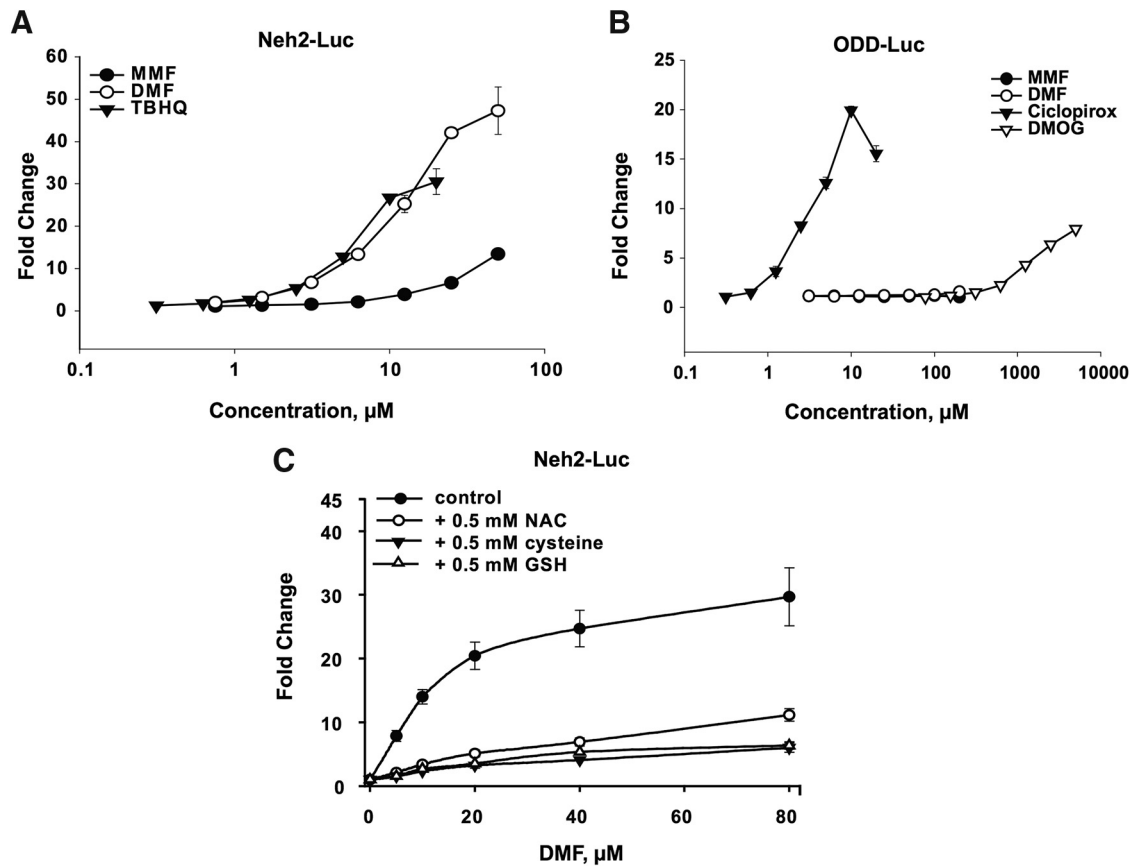 A
Neh2-Luc
MMF
DMF
TBHQ
60
50
40
30
20
10
0
Fold Change
0.1 1 10 100
Concentration, µM
B
ODD-Luc
MMF
DMF
Ciclopirox
DMOG
25
20
15
10
5
0
Fold Change
0.1 1 10 100 1000 10000
Concentration, µM
C
Neh2-Luc
control
+ 0.5 mM NAC
+ 0.5 mM cysteine
+ 0.5 mM GSH
45
40
30
20
10
0
Fold Change
0 20 40 60 80
DMF, µM